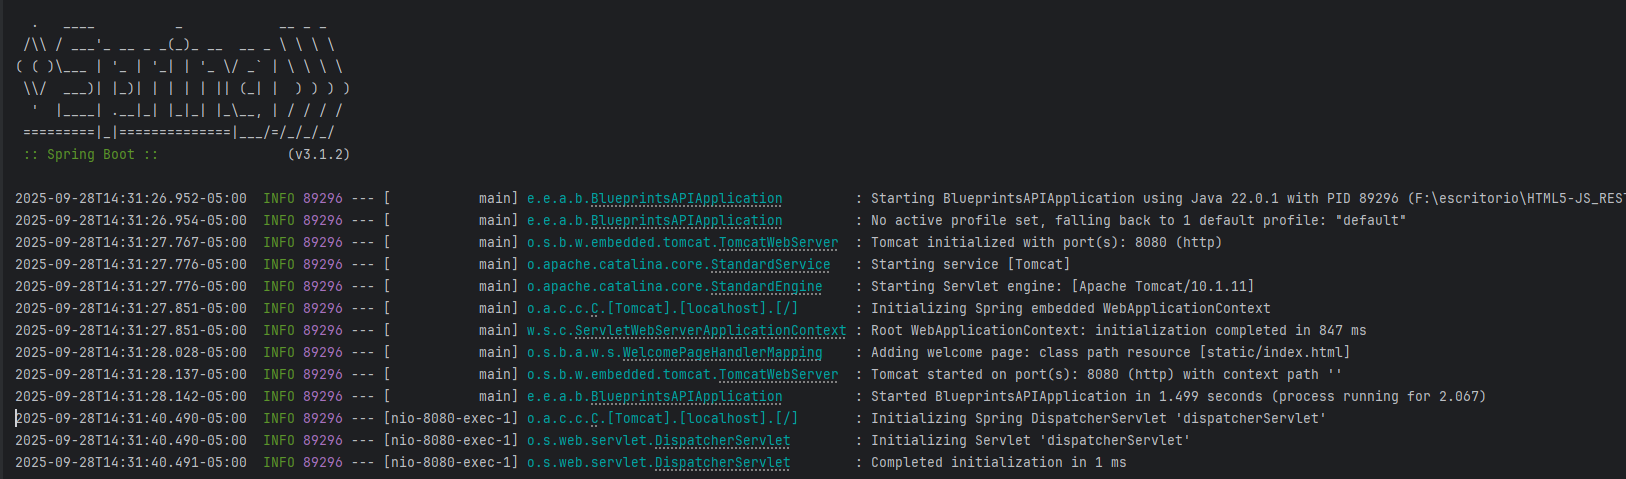 .   ____          _            __ _ _
 /\\ / ___'_ __ _ _(_)_ __  __ _ \ \ \ \
( ( )\___ | '_ | '_| | '_ \/ _` | \ \ \ \
 \\/  ___)| |_)| | | | | || (_| |  ) ) ) )
  '  |____| .__|_| |_|_| |_\__, | / / / /
 =========|_|==============|___/=/_/_/_/
 :: Spring Boot ::                (v3.1.2)

2025-09-28T14:31:26.952-05:00  INFO 89296 --- [           main] e.e.a.b.BlueprintsAPIApplication         : Starting BlueprintsAPIApplication using Java 22.0.1 with PID 89296 (F:\escritorio\HTML5-JS_REST
2025-09-28T14:31:26.954-05:00  INFO 89296 --- [           main] e.e.a.b.BlueprintsAPIApplication         : No active profile set, falling back to 1 default profile: "default"
2025-09-28T14:31:27.767-05:00  INFO 89296 --- [           main] o.s.b.w.embedded.tomcat.TomcatWebServer  : Tomcat initialized with port(s): 8080 (http)
2025-09-28T14:31:27.776-05:00  INFO 89296 --- [           main] o.apache.catalina.core.StandardService   : Starting service [Tomcat]
2025-09-28T14:31:27.776-05:00  INFO 89296 --- [           main] o.apache.catalina.core.StandardEngine    : Starting Servlet engine: [Apache Tomcat/10.1.11]
2025-09-28T14:31:27.851-05:00  INFO 89296 --- [           main] o.a.c.c.C.[Tomcat].[localhost].[/]       : Initializing Spring embedded WebApplicationContext
2025-09-28T14:31:27.851-05:00  INFO 89296 --- [           main] w.s.c.ServletWebServerApplicationContext : Root WebApplicationContext: initialization completed in 847 ms
2025-09-28T14:31:28.028-05:00  INFO 89296 --- [           main] o.s.b.a.w.s.WelcomePageHandlerMapping    : Adding welcome page: class path resource [static/index.html]
2025-09-28T14:31:28.137-05:00  INFO 89296 --- [           main] o.s.b.w.embedded.tomcat.TomcatWebServer  : Tomcat started on port(s): 8080 (http) with context path ''
2025-09-28T14:31:28.142-05:00  INFO 89296 --- [           main] e.e.a.b.BlueprintsAPIApplication         : Started BlueprintsAPIApplication in 1.499 seconds (process running for 2.067)
2025-09-28T14:31:40.490-05:00  INFO 89296 --- [nio-8080-exec-1] o.a.c.c.C.[Tomcat].[localhost].[/]       : Initializing Spring DispatcherServlet 'dispatcherServlet'
2025-09-28T14:31:40.490-05:00  INFO 89296 --- [nio-8080-exec-1] o.s.web.servlet.DispatcherServlet        : Initializing Servlet 'dispatcherServlet'
2025-09-28T14:31:40.491-05:00  INFO 89296 --- [nio-8080-exec-1] o.s.web.servlet.DispatcherServlet        : Completed initialization in 1 ms